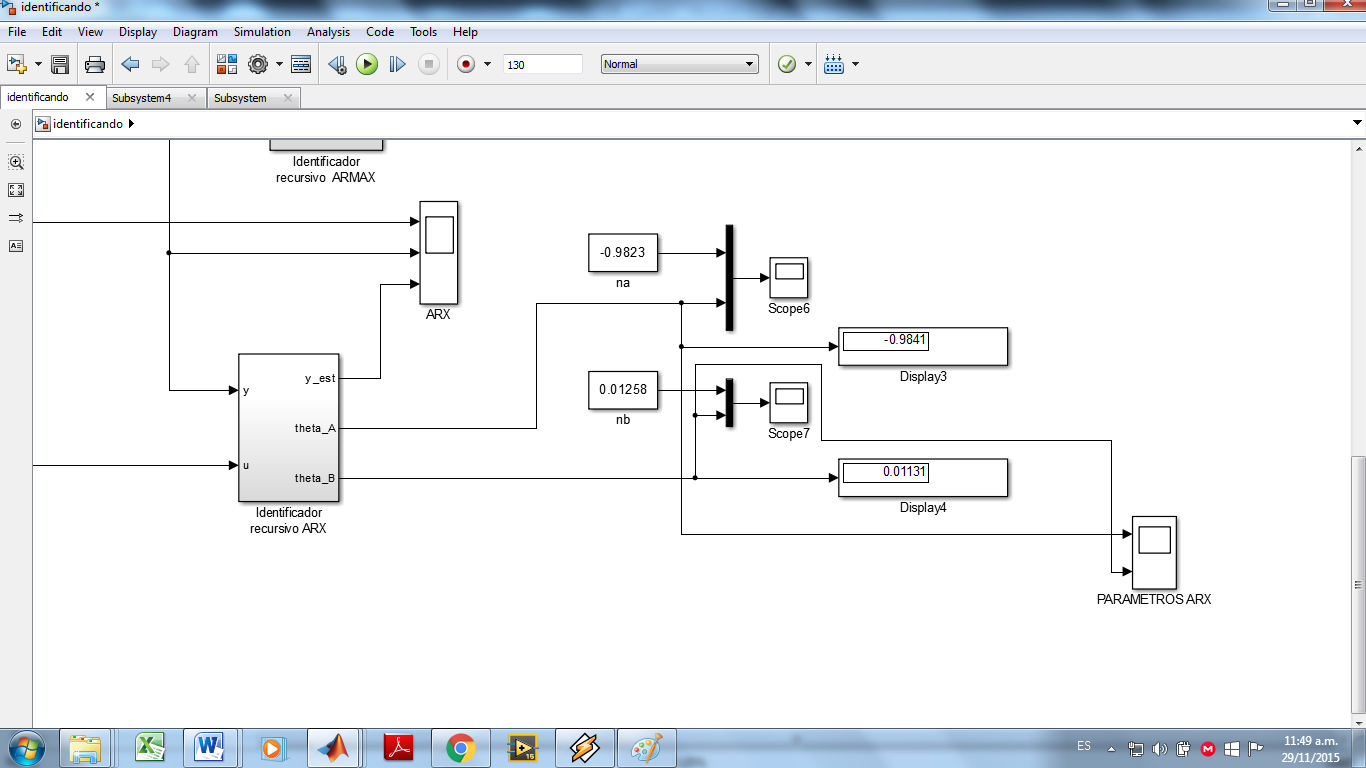 identificando *
File Edit View Display Diagram Simulation Analysis Code Tools Help
130
Normal
identificando
Subsystem4
Subsystem
identificando
Identificador
recursivo ARMAX
ARX
y
u
y_est
theta_A
theta_B
Identificador
recursivo ARX
-0.9823
na
Scope6
-0.9841
Display3
0.01258
nb
Scope7
0.01131
Display4
PARAMETROS ARX
ES
11:49 a.m.
29/11/2015